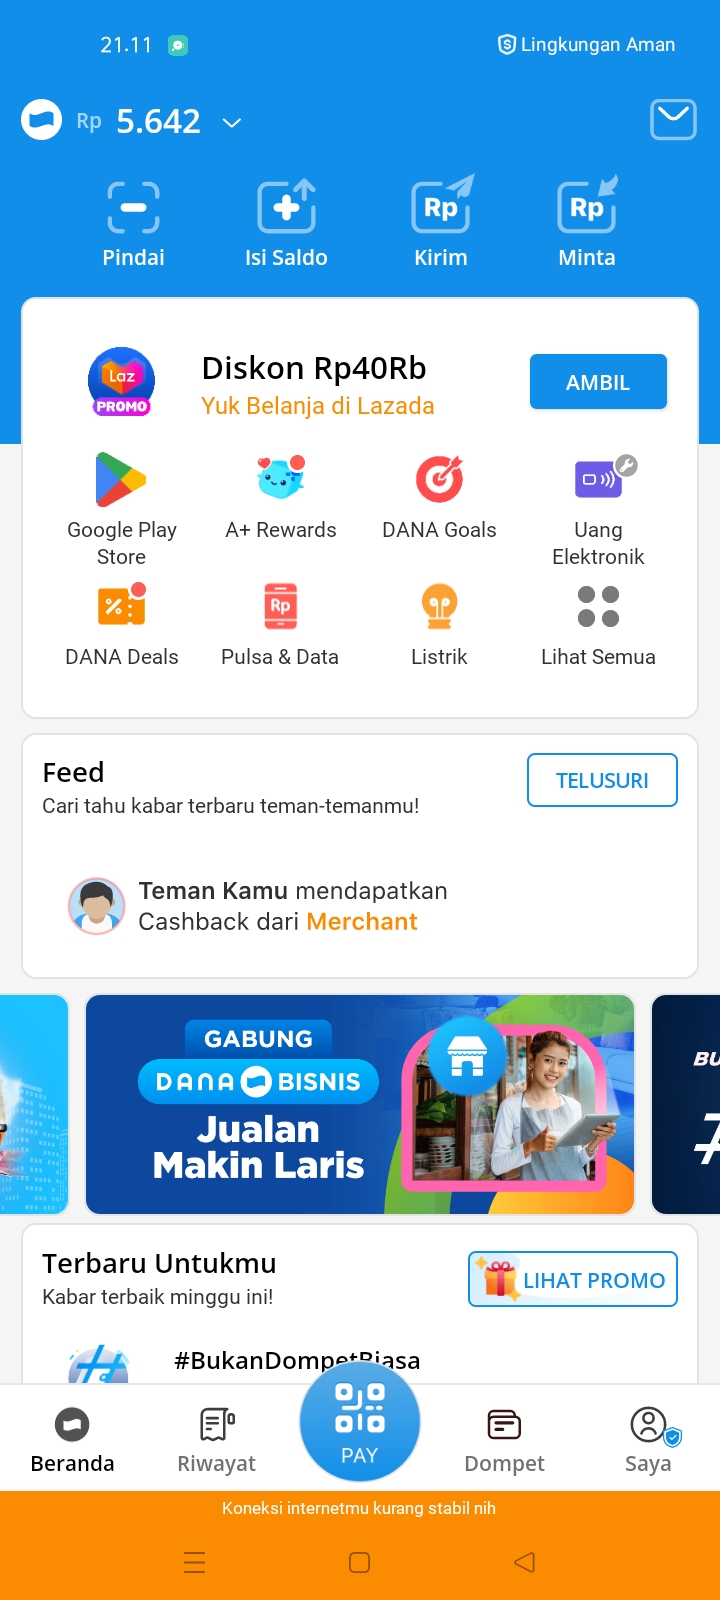 21.11
Lingkungan Aman
Rp 5.642
Rp
Rp
Pindai
Isi Saldo
Kirim
Minta
Laz
PROMO
Diskon Rp40Rb
Yuk Belanja di Lazada
AMBIL
Google Play
Store
A+ Rewards
DANA Goals
Uang
Elektronik
Rp
DANA Deals
Pulsa & Data
Listrik
Lihat Semua
Feed
Cari tahu kabar terbaru teman-temanmu!
TELUSURI
Teman Kamu mendapatkan
Cashback dari Merchant
GABUNG
DANA BISNIS
Jualan
Makin Laris
BU
Terbaru Untukmu
Kabar terbaik minggu ini!
LIHAT PROMO
#BukanDompetBiasa
Beranda
Riwayat
PAY
Dompet
Saya
Koneksi internetmu kurang stabil nih